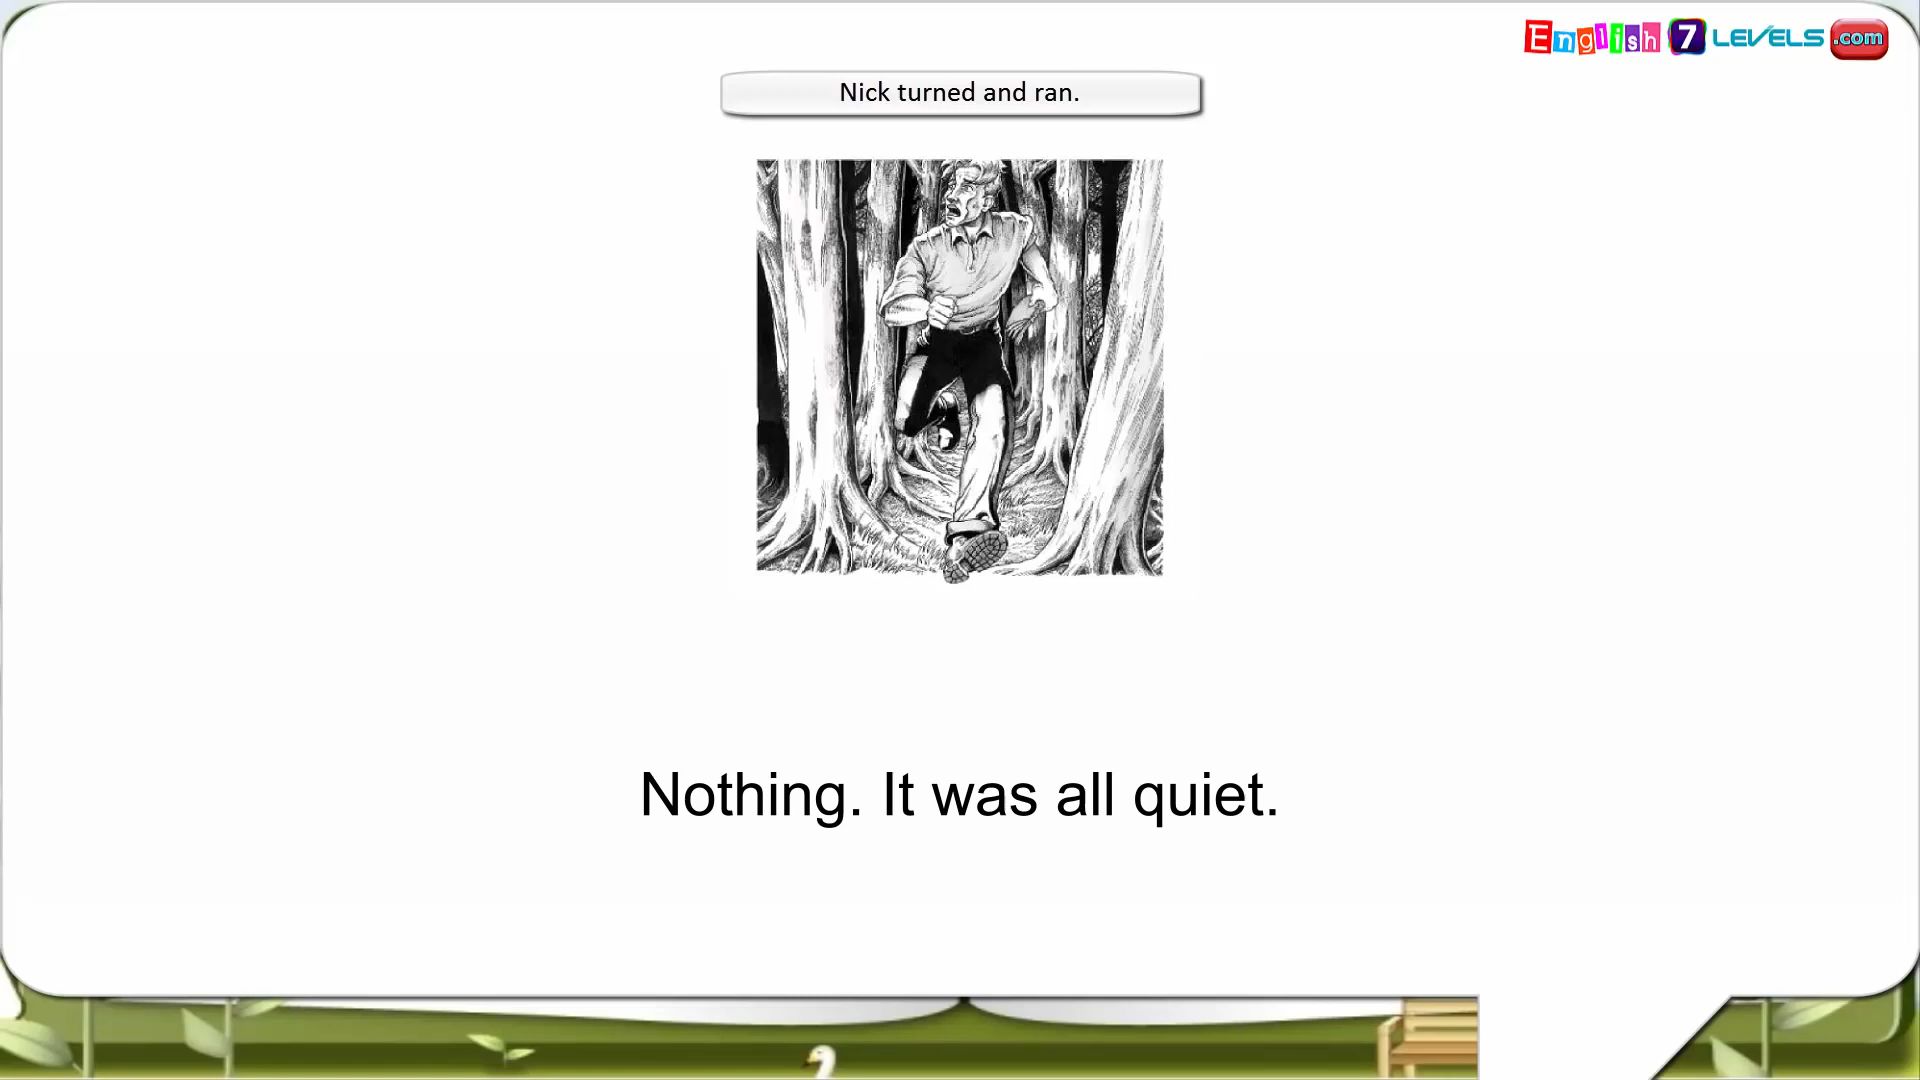 English 7 LEVELS .com
Nick turned and ran.
Nothing. It was all quiet.